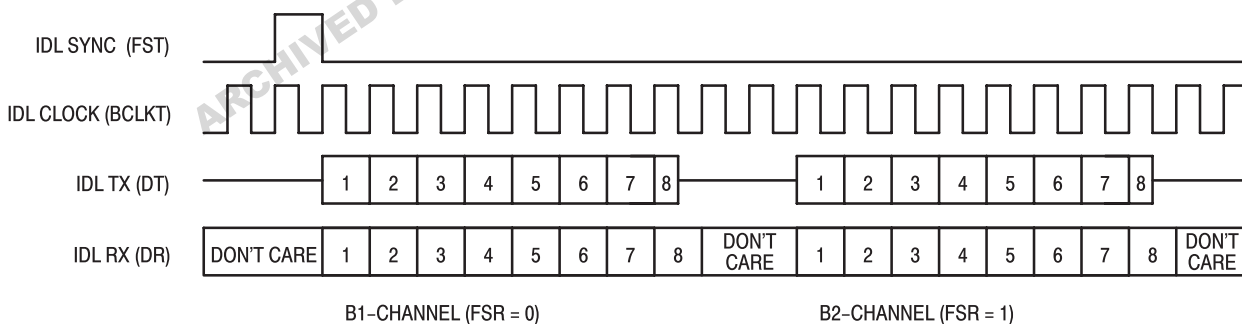 ARCHIVED
IDL SYNC (FST)
IDL CLOCK (BCLKT)
IDL TX (DT) 1 2 3 4 5 6 7 8 1 2 3 4 5 6 7 8
IDL RX (DR) DON'T CARE 1 2 3 4 5 6 7 8 DON'T CARE 1 2 3 4 5 6 7 8 DON'T CARE
B1–CHANNEL (FSR = 0) B2–CHANNEL (FSR = 1)